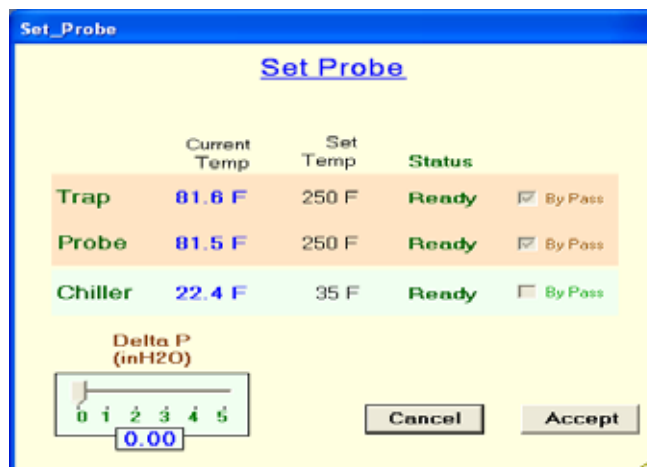 Set_Probe
Set Probe
Current Temp Set Temp Status
Trap 81.6 F 250 F Ready By Pass
Probe 81.5 F 250 F Ready By Pass
Chiller 22.4 F 35 F Ready By Pass
Delta P
(inH2O)
0 1 2 3 4 5
0.00
Cancel Accept